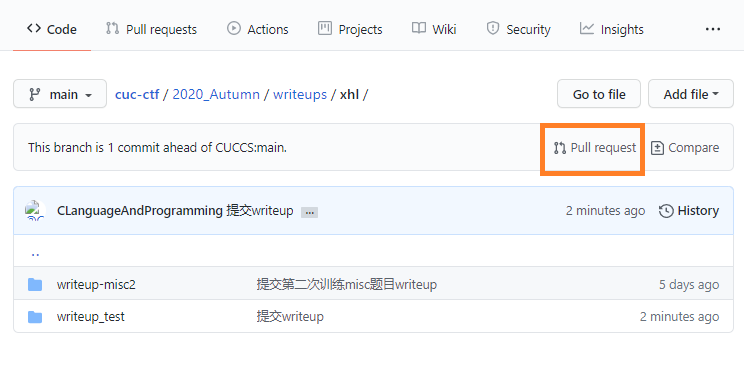 Code Pull requests Actions Projects Wiki Security Insights ...
main cuc-ctf / 2020_Autumn / writeups / xhl / Go to file Add file
This branch is 1 commit ahead of CUCCS:main. Pull request Compare
CLanguageAndProgramming 提交writeup ... 2 minutes ago History
..
writeup-misc2 提交第二次训练misc题目writeup 5 days ago
writeup_test 提交writeup 2 minutes ago